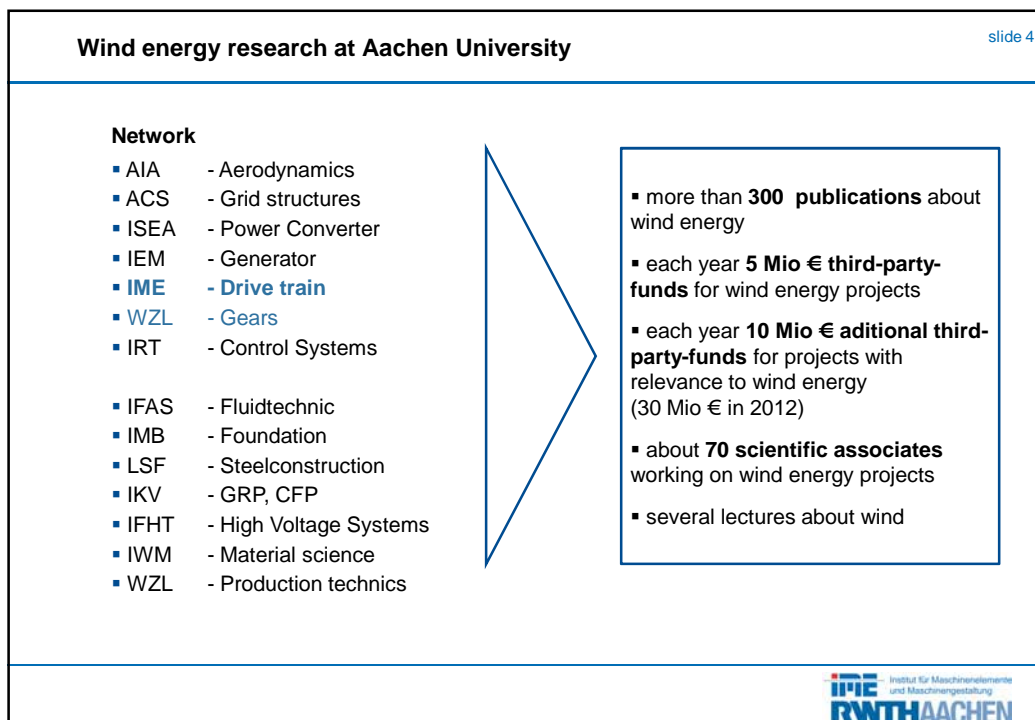 Wind energy research at Aachen University
slide 4
Network
▪ AIA - Aerodynamics
▪ ACS - Grid structures
▪ ISEA - Power Converter
▪ IEM - Generator
▪ IME - Drive train
▪ WZL - Gears
▪ IRT - Control Systems
▪ IFAS - Fluidtechnic
▪ IMB - Foundation
▪ LSF - Steelconstruction
▪ IKV - GRP, CFP
▪ IFHT - High Voltage Systems
▪ IWM - Material science
▪ WZL - Production technics
▪ more than 300 publications about
wind energy
▪ each year 5 Mio € third-party-
funds for wind energy projects
▪ each year 10 Mio € aditional third-
party-funds for projects with
relevance to wind energy
(30 Mio € in 2012)
▪ about 70 scientific associates
working on wind energy projects
▪ several lectures about wind
IME Institut für Maschinenelemente
und Maschinengestaltung
RWTH AACHEN